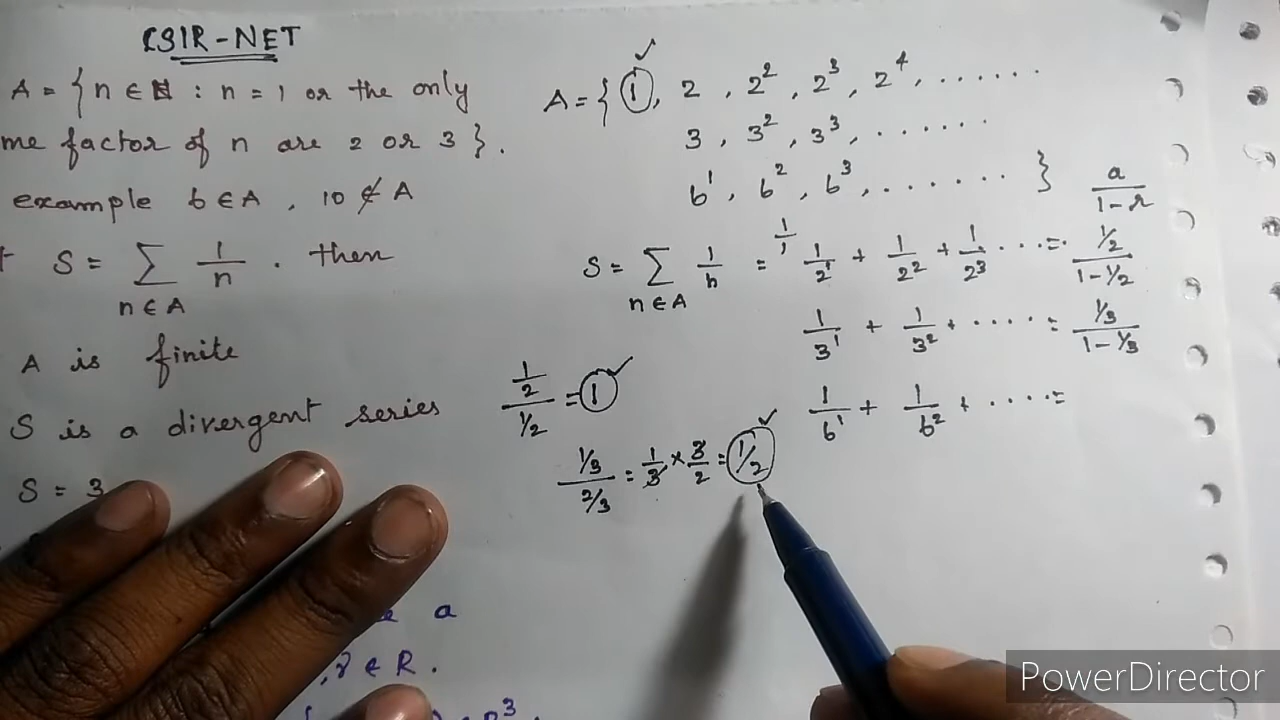 CSIR-NET
A = { n ∈ N : n = 1 or the only
me factor of n are 2 or 3 }.
example 6 ∈ A , 10 ∉ A
S = Σ 1/n . then
n ∈ A
A is finite
S is a divergent series
S = 3
a
, r ∈ R.
A = { 1, 2, 2², 2³, 2⁴, ......
3, 3², 3³, ......
6¹, 6², 6³, ....... }
a/(1-r)
S = Σ 1/n = 1/1 1/2¹ + 1/2² + 1/2³ ..... = (1/2)/(1-1/2)
n ∈ A
1/3¹ + 1/3² + ..... = (1/3)/(1-1/3)
1/6¹ + 1/6² + ..... =
(1/2)/(1/2) = 1
(1/3)/(2/3) = 1/3 × 3/2 = 1/2
PowerDirector